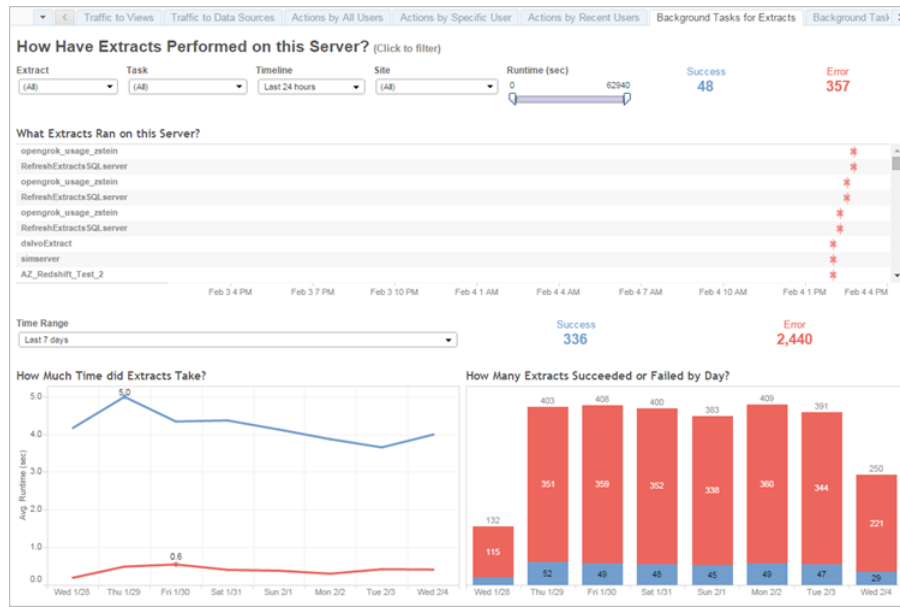 Traffic to Views Traffic to Data Sources Actions by All Users Actions by Specific User Actions by Recent Users Background Tasks for Extracts Background Task
How Have Extracts Performed on this Server? (Click to filter)
Extract Task Timeline Site Runtime (sec) Success Error
(All) (All) Last 24 hours (All) 0 62940 48 357
What Extracts Ran on this Server?
opengrok_usage_zstein
RefreshExtractsSQLserver
opengrok_usage_zstein
RefreshExtractsSQLserver
opengrok_usage_zstein
RefreshExtractsSQLserver
dslvoExtract
simserver
AZ_Redshift_Test_2
Feb 3 4 PM Feb 3 7 PM Feb 3 10 PM Feb 4 1 AM Feb 4 4 AM Feb 4 7 AM Feb 4 10 AM Feb 4 1 PM Feb 4 4 PM
Time Range Success Error
Last 7 days 336 2,440
How Much Time did Extracts Take?
Avg. Runtime (sec)
5.0
4.0
3.0
2.0
1.0
0.0
5.0
0.6
Wed 1/28 Thu 1/29 Fri 1/30 Sat 1/31 Sun 2/1 Mon 2/2 Tue 2/3 Wed 2/4
How Many Extracts Succeeded or Failed by Day?
132 403 408 400 383 409 391 250
115 351 359 352 338 360 344 221
52 49 48 45 49 47 29
Wed 1/28 Thu 1/29 Fri 1/30 Sat 1/31 Sun 2/1 Mon 2/2 Tue 2/3 Wed 2/4